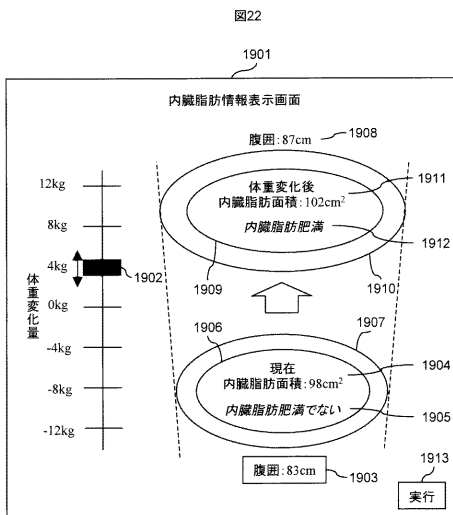 図22
1901
内臓脂肪情報表示画面
腹囲:87cm
1908
12kg
8kg
4kg
0kg
-4kg
-8kg
-12kg
体重変化量
1902
体重変化後
内臓脂肪面積:102cm²
内臓脂肪肥満
1911
1912
1909
1910
1906
1907
現在
内臓脂肪面積:98cm²
内臓脂肪肥満でない
1904
1905
腹囲:83cm
1903
1913
実行